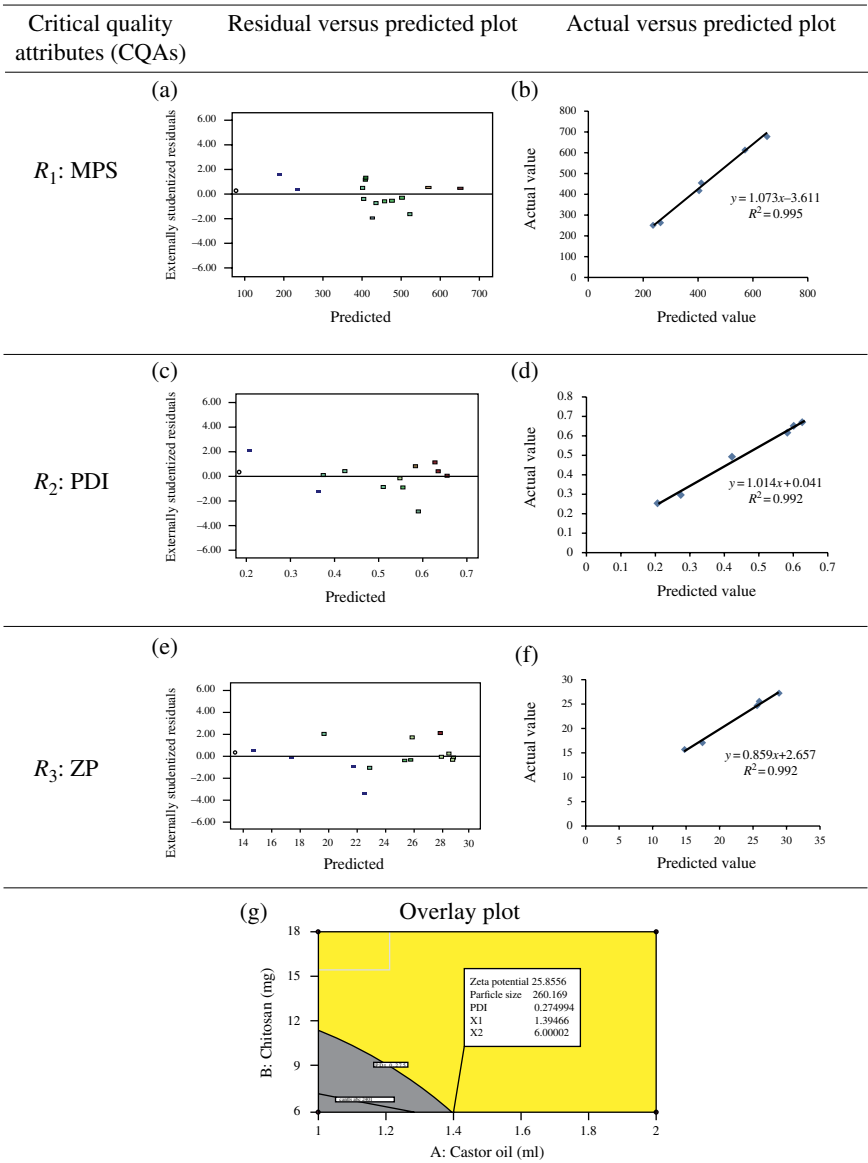 Critical quality attributes (CQAs)
Residual versus predicted plot
Actual versus predicted plot
R1: MPS
(a)
Externally studentized residuals
6.00
4.00
2.00
0.00
–2.00
–4.00
–6.00
100 200 300 400 500 600 700
Predicted
(b)
Actual value
800
700
600
500
400
300
200
100
0
y = 1.073x–3.611
R2 = 0.995
0 200 400 600 800
Predicted value
R2: PDI
(c)
Externally studentized residuals
6.00
4.00
2.00
0.00
–2.00
–4.00
–6.00
0.2 0.3 0.4 0.5 0.6 0.7
Predicted
(d)
Actual value
0.8
0.7
0.6
0.5
0.4
0.3
0.2
0.1
0
y = 1.014x + 0.041
R2 = 0.992
0 0.1 0.2 0.3 0.4 0.5 0.6 0.7
Predicted value
R3: ZP
(e)
Externally studentized residuals
6.00
4.00
2.00
0.00
–2.00
–4.00
–6.00
14 16 18 20 22 24 26 28 30
Predicted
(f)
Actual value
30
25
20
15
10
5
0
y = 0.859x+2.657
R2 = 0.992
0 5 10 15 20 25 30 35
Predicted value
(g)
Overlay plot
B: Chitosan (mg)
18
15
12
9
6
Zeta potential 25.8556
Parficle size 260.169
PDI 0.274994
X1 1.39466
X2 6.00002
1 1.2 1.4 1.6 1.8 2
A: Castor oil (ml)